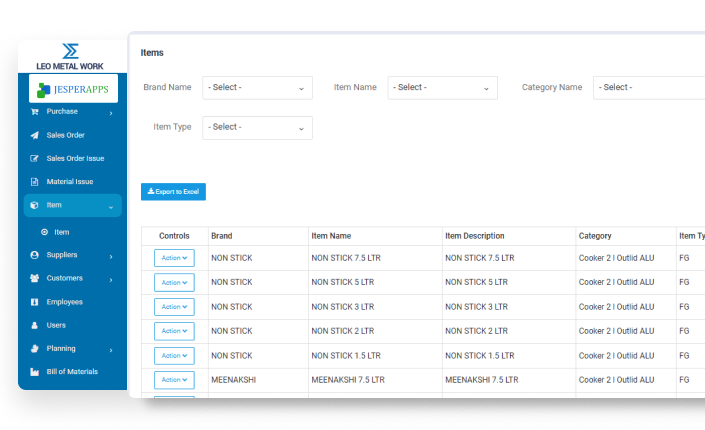 LEO METAL WORK
JESPERAPPS
Purchase
Sales Order
Sales Order Issue
Material Issue
Item
Item
Suppliers
Customers
Employees
Users
Planning
Bill of Materials
Items
Brand Name - Select - Item Name - Select - Category Name - Select -
Item Type - Select -
Export to Excel
Controls Brand Item Name Item Description Category Item Ty
Action NON STICK NON STICK 7.5 LTR NON STICK 7.5 LTR Cooker 2 l Outlid ALU FG
Action NON STICK NON STICK 5 LTR NON STICK 5 LTR Cooker 2 l Outlid ALU FG
Action NON STICK NON STICK 3 LTR NON STICK 3 LTR Cooker 2 l Outlid ALU FG
Action NON STICK NON STICK 2 LTR NON STICK 2 LTR Cooker 2 l Outlid ALU FG
Action NON STICK NON STICK 1.5 LTR NON STICK 1.5 LTR Cooker 2 l Outlid ALU FG
Action MEENAKSHI MEENAKSHI 7.5 LTR MEENAKSHI 7.5 LTR Cooker 2 l Outlid ALU FG